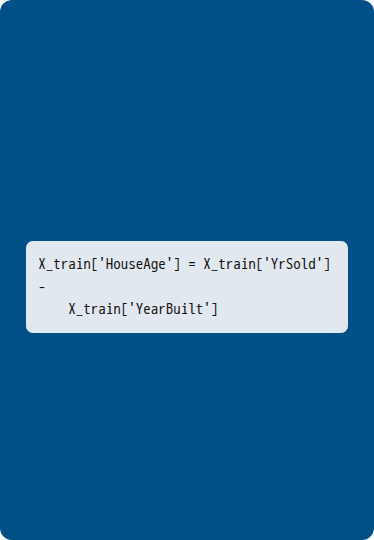 X_train['HouseAge'] = X_train['YrSold']
-
    X_train['YearBuilt']